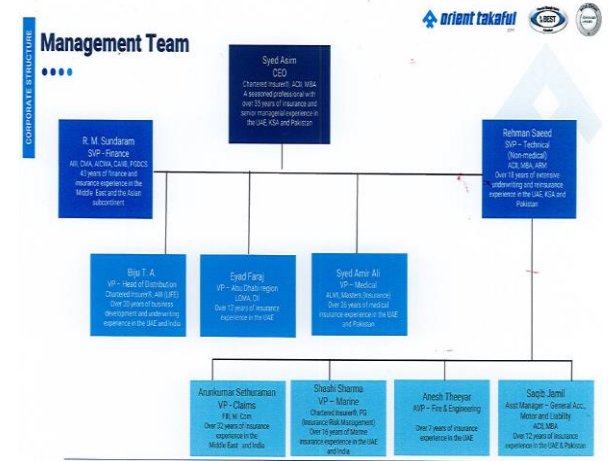 CORPORATE STRUCTURE
Management Team
orient takaful
BEST
Syed Asim
CEO
Chartered Insurer®, ACII, MBA
A seasoned professional with
over 35 years of insurance and
senior managerial experience in
the UAE, KSA and Pakistan
R. M. Sundaram
SVP - Finance
AIII, CMA, AICWA, CAIIB, PGDCS
43 years of finance and
insurance experience in the
Middle East and the Asian
subcontinent
Rehman Saeed
SVP – Technical
(Non-medical)
ACII, MBA, ARM
Over 18 years of extensive
underwriting and reinsurance
experience in the UAE, KSA and
Pakistan
Biju T. A.
VP – Head of Distribution
Chartered Insurer®, AIII (LIFE)
Over 20 years of business
development and underwriting
experience in the UAE and India
Eyad Faraj
VP – Abu Dhabi region
LOMA, CII
Over 12 years of insurance
experience in the UAE
Syed Amir Ali
VP – Medical
ALMI, Masters (Insurance)
Over 26 years of medical
insurance experience in the UAE
and Pakistan
Arunkumar Setheraman
VP - Claims
FIII, M. Com
Over 32 years of insurance
experience in the
Middle East and India
Shashi Sharma
VP – Marine
Chartered Insurer®, PG
(Insurance Risk Management)
Over 16 years of Marine
insurance experience in the UAE
and India
Anesh Theeyar
AVP – Fire & Engineering
Over 7 years of insurance
experience in the UAE
Saqib Jamil
Asst Manager – General Acc.,
Motor and Liability
ACII, MBA
Over 12 years of insurance
experience in the UAE & Pakistan